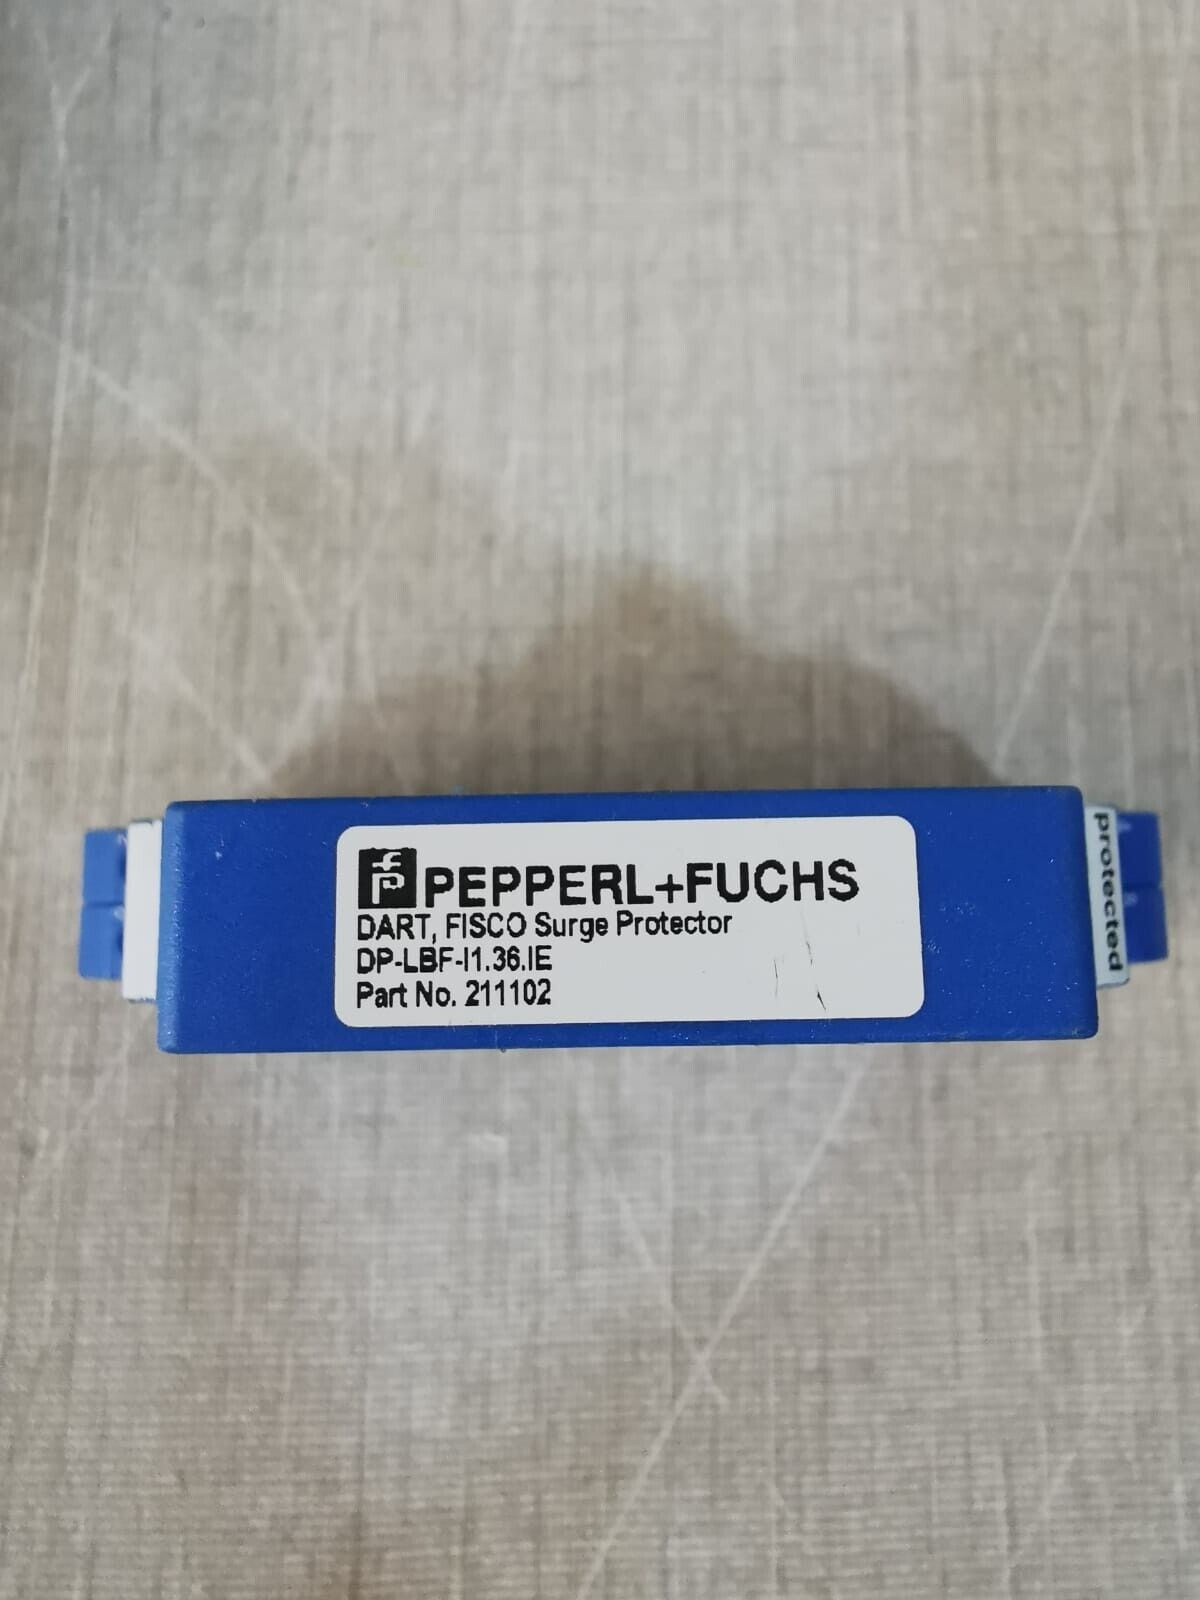 PEPPERL+FUCHS
DART, FISCO Surge Protector
DP-LBF-I1.36.IE
Part No. 211102
protected